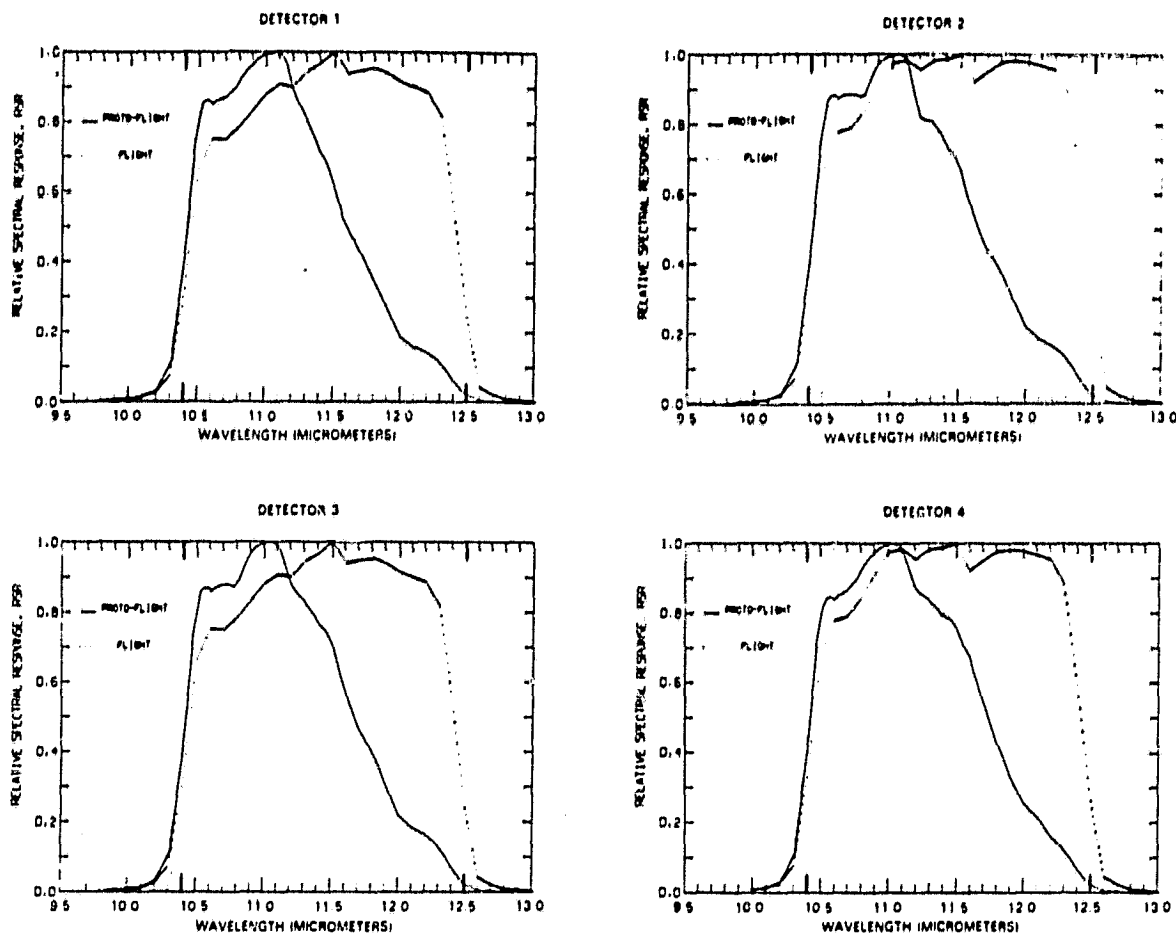 DETECTOR 1
1.0
0.8
0.6
0.4
0.2
0.0
RELATIVE SPECTRAL RESPONSE, RSR
PROTO-FLIGHT
FLIGHT
9.5 10.0 10.5 11.0 11.5 12.0 12.5 13.0
WAVELENGTH (MICROMETERS)
DETECTOR 2
1.0
0.8
0.6
0.4
0.2
0.0
RELATIVE SPECTRAL RESPONSE, RSR
PROTO-FLIGHT
FLIGHT
9.5 10.0 10.5 11.0 11.5 12.0 12.5 13.0
WAVELENGTH (MICROMETERS)
DETECTOR 3
1.0
0.8
0.6
0.4
0.2
0.0
RELATIVE SPECTRAL RESPONSE, RSR
PROTO-FLIGHT
FLIGHT
9.5 10.0 10.5 11.0 11.5 12.0 12.5 13.0
WAVELENGTH (MICROMETERS)
DETECTOR 4
1.0
0.8
0.6
0.4
0.2
0.0
RELATIVE SPECTRAL RESPONSE, RSR
PROTO-FLIGHT
FLIGHT
9.5 10.0 10.5 11.0 11.5 12.0 12.5 13.0
WAVELENGTH (MICROMETERS)